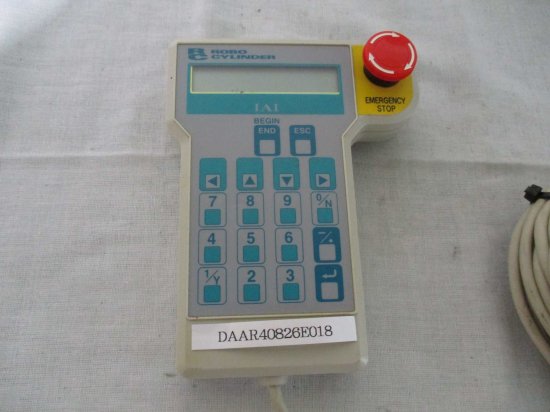 RC ROBO CYLINDER
IAI
EMERGENCY
STOP
BEGIN
END ESC
7 8 9 0/N
4 5 6 -/.
1/Y 2 3
DAAR40826E018